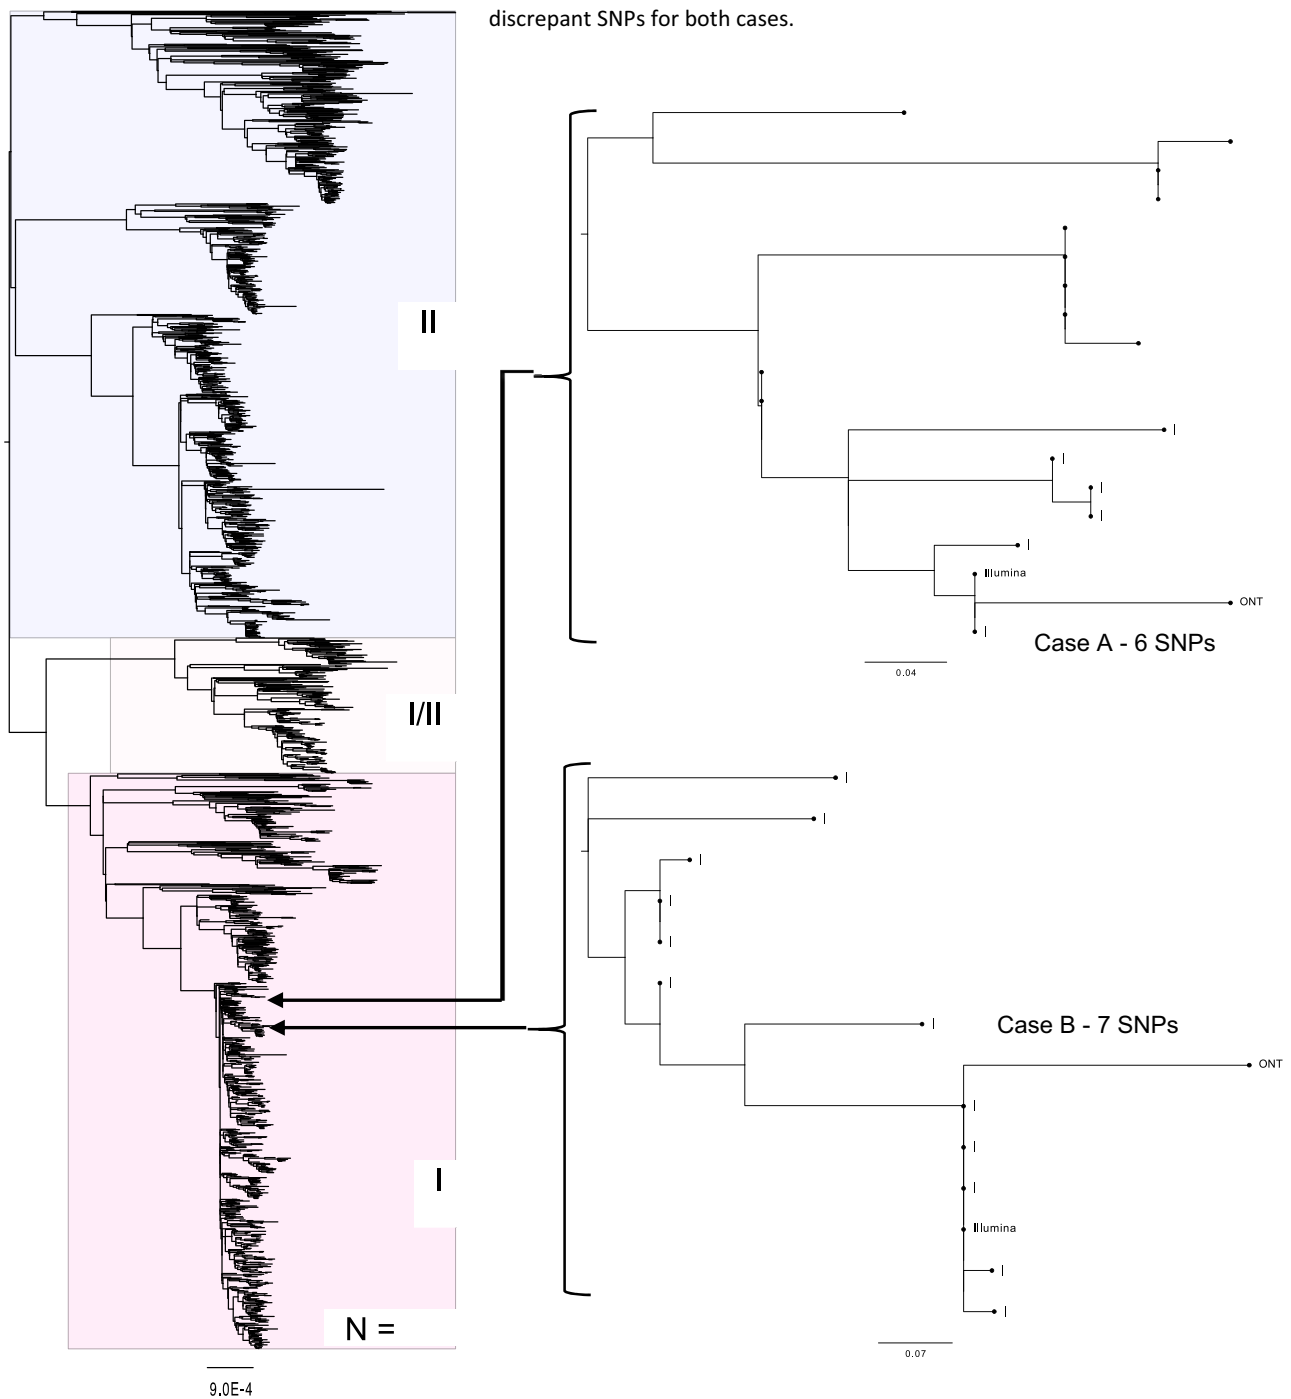 discrepant SNPs for both cases.
II
I
I
I
I
I
Illumina
ONT
I
Case A - 6 SNPs
0.04
I/II
I
I
I
I
I
I
I
Case B - 7 SNPs
ONT
I
I
I
I
Illumina
I
I
N =
0.07
9.0E-4